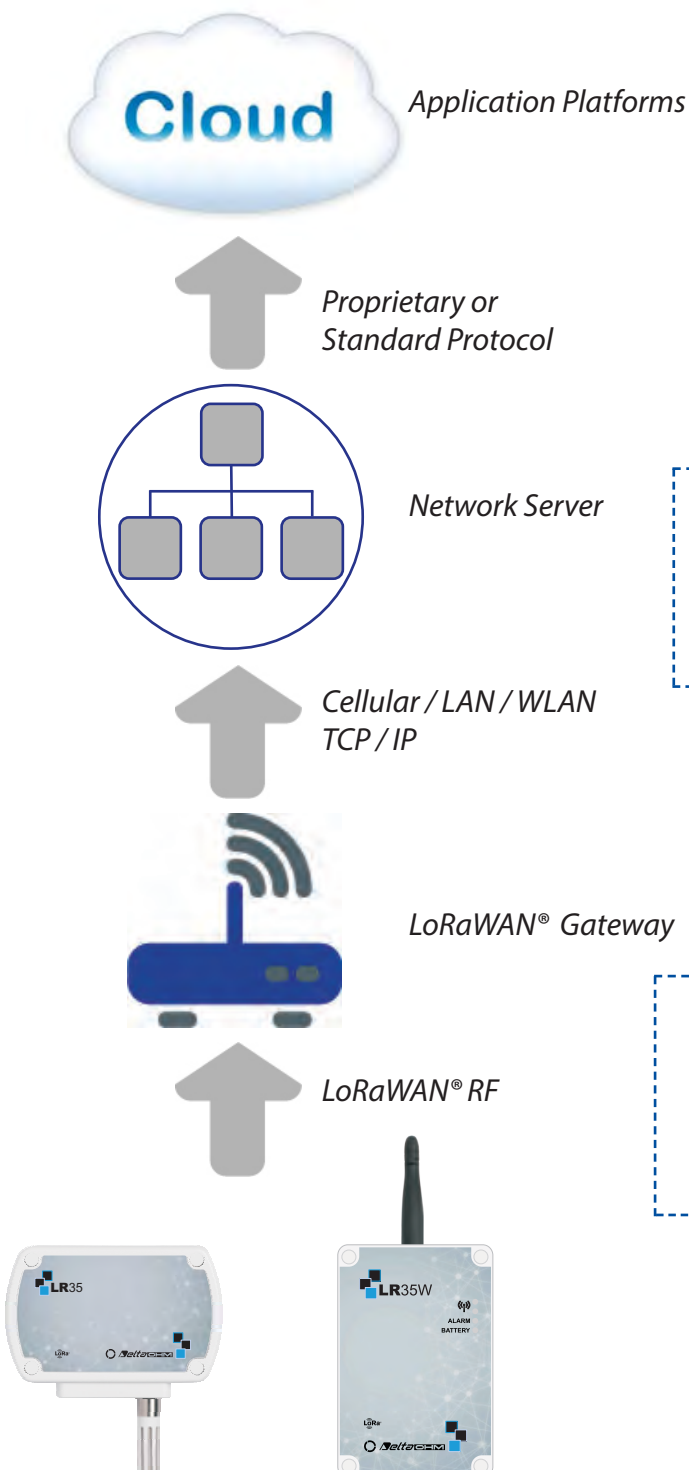 Cloud
Application Platforms
Proprietary or
Standard Protocol
Network Server
Cellular / LAN / WLAN
TCP / IP
LoRaWAN® Gateway
LoRaWAN® RF
LR35
LoRa
DeltaOHM
LR35W
ALARM
BATTERY
LoRa
DeltaOHM